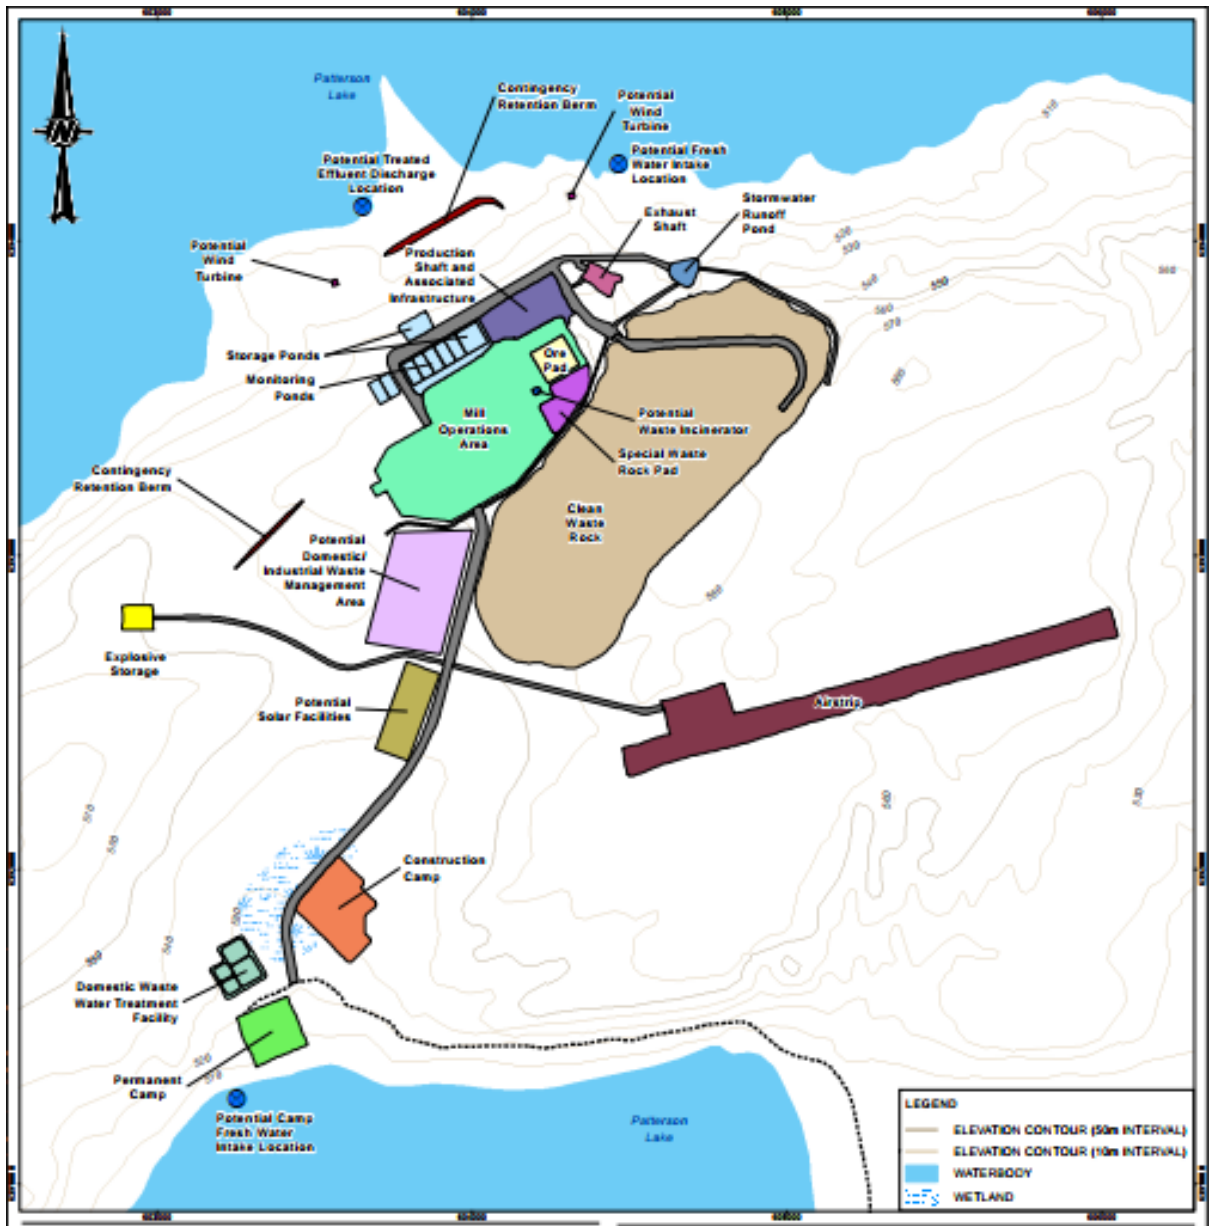 Patterson
Lake
Contingency
Retention Berm
Potential
Wind
Turbine
N
Potential Treated
Effluent Discharge
Location
Potential Fresh
Water Intake
Location
Stormwater
Runoff
Pond
Exhaust
Shaft
Potential
Wind
Turbine
Production
Shaft and
Associated
Infrastructure
Storage Ponds
Monitoring
Ponds
Ore
Pad
Mill
Operations
Area
Potential
Waste Incinerator
Special Waste
Rock Pad
Contingency
Retention Berm
Clean
Waste
Rock
Potential
Domestic/
Industrial Waste
Management
Area
Explosive
Storage
Potential
Solar Facilities
Airstrip
Construction
Camp
Domestic Waste
Water Treatment
Facility
Permanent
Camp
Potential Camp
Fresh Water
Intake Location
Patterson
Lake
LEGEND
ELEVATION CONTOUR (50m INTERVAL)
ELEVATION CONTOUR (10m INTERVAL)
WATERBODY
WETLAND